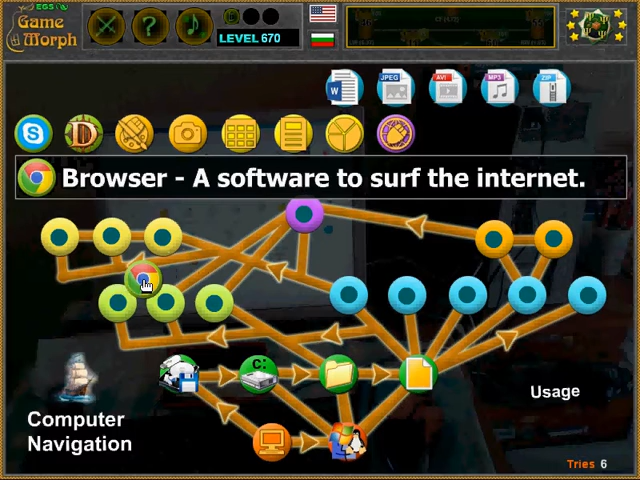 EGS
Game
Morph
LEVEL 670
W
JPEG
AVI
MP3
ZIP
S
D
Browser - A software to surf the internet.
C:
Computer
Navigation
Usage
Tries 6